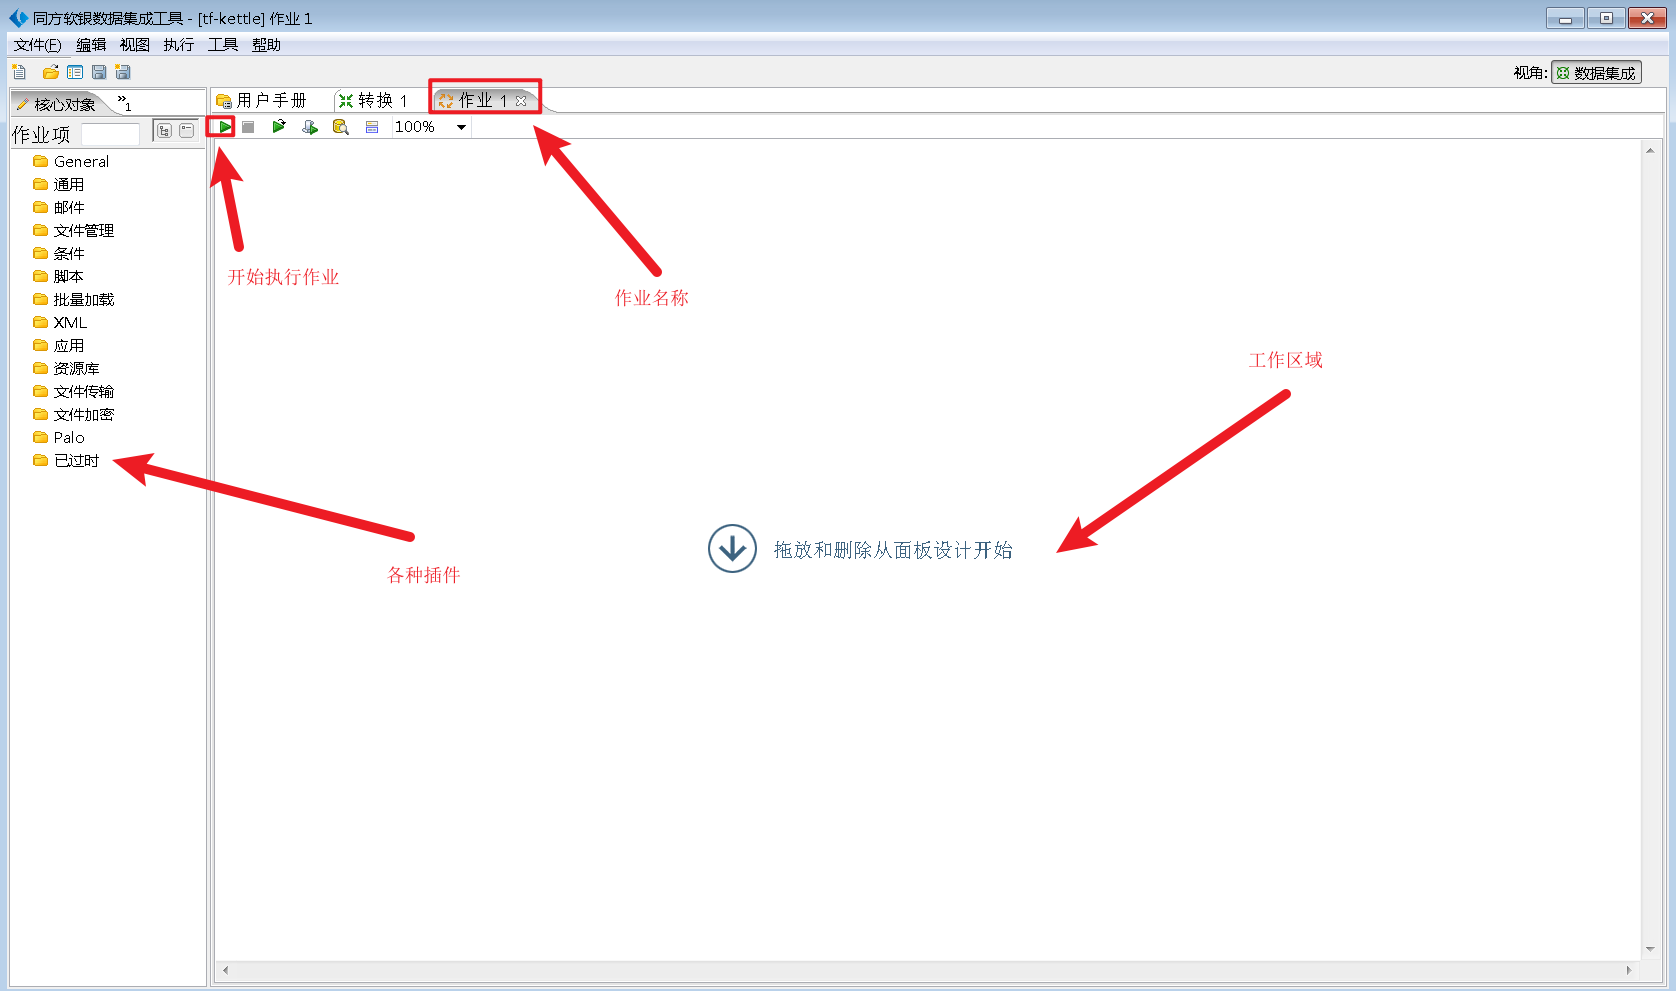 同方软银数据集成工具 - [tf-kettle] 作业 1
文件(F) 编辑 视图 执行 工具 帮助
视角: 数据集成
核心对象 »1
用户手册 转换 1 作业 1
作业项
100%
General
通用
邮件
文件管理
条件
脚本
批量加载
XML
应用
资源库
文件传输
文件加密
Palo
已过时
开始执行作业
作业名称
工作区域
拖放和删除从面板设计开始
各种插件